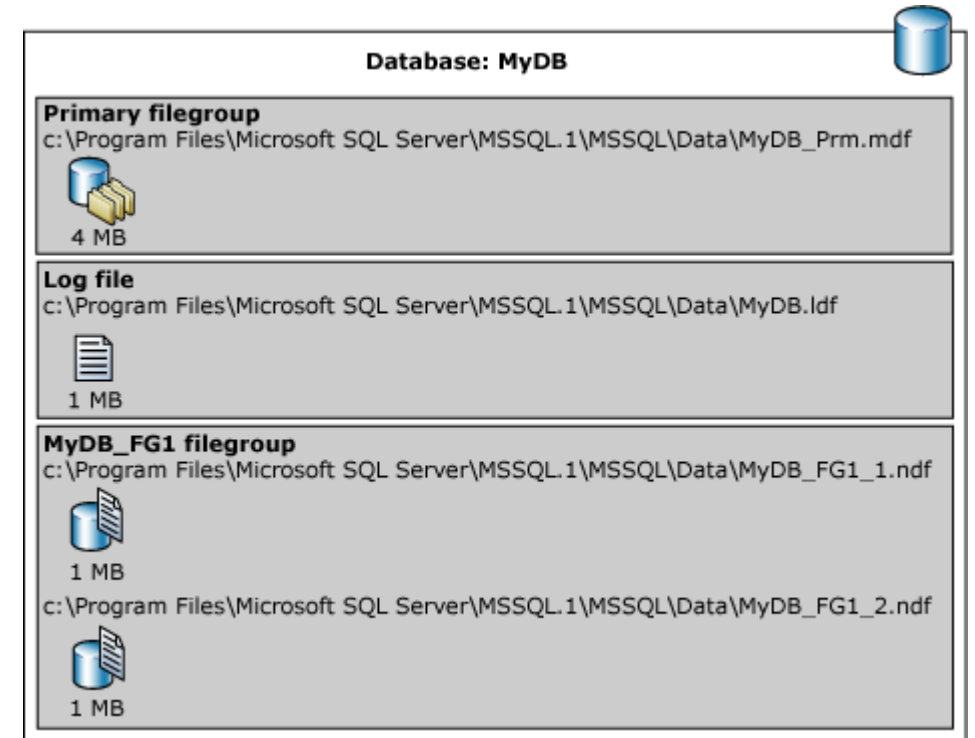 Database: MyDB
Primary filegroup
c:\Program Files\Microsoft SQL Server\MSSQL.1\MSSQL\Data\MyDB_Prm.mdf
4 MB
Log file
c:\Program Files\Microsoft SQL Server\MSSQL.1\MSSQL\Data\MyDB.ldf
1 MB
MyDB_FG1 filegroup
c:\Program Files\Microsoft SQL Server\MSSQL.1\MSSQL\Data\MyDB_FG1_1.ndf
1 MB
c:\Program Files\Microsoft SQL Server\MSSQL.1\MSSQL\Data\MyDB_FG1_2.ndf
1 MB